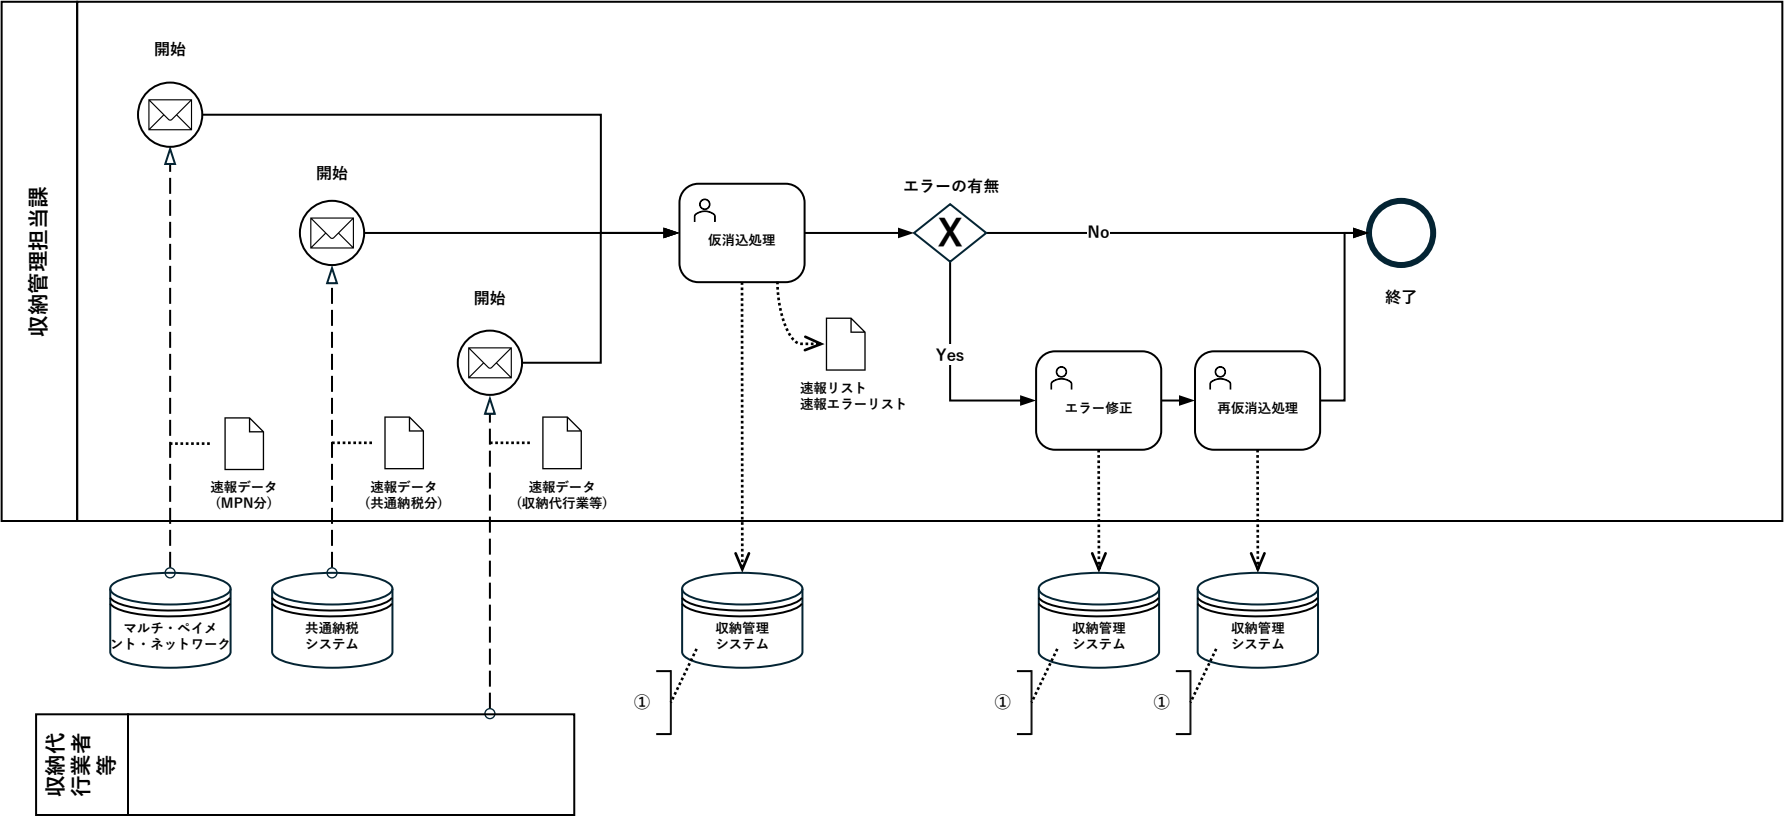 収納管理担当課
開始
開始
開始
仮消込処理
エラーの有無
X
No
Yes
終了
エラー修正
再仮消込処理
速報リスト
速報エラーリスト
速報データ
(MPN分)
速報データ
(共通納税分)
速報データ
(収納代行業等)
マルチ・ペイメ
ント・ネットワーク
共通納税
システム
収納管理
システム
収納管理
システム
収納管理
システム
①
①
①
収納代
行業者
等